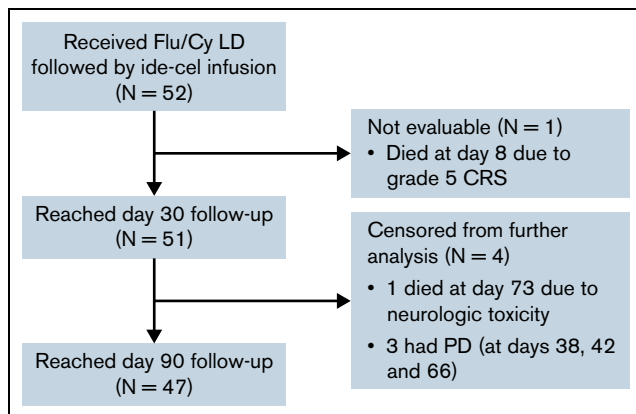 Received Flu/Cy LD
followed by ide-cel infusion
(N = 52)
Not evaluable (N = 1)
• Died at day 8 due to
grade 5 CRS
Reached day 30 follow-up
(N = 51)
Censored from further
analysis (N = 4)
• 1 died at day 73 due to
neurologic toxicity
• 3 had PD (at days 38, 42
and 66)
Reached day 90 follow-up
(N = 47)